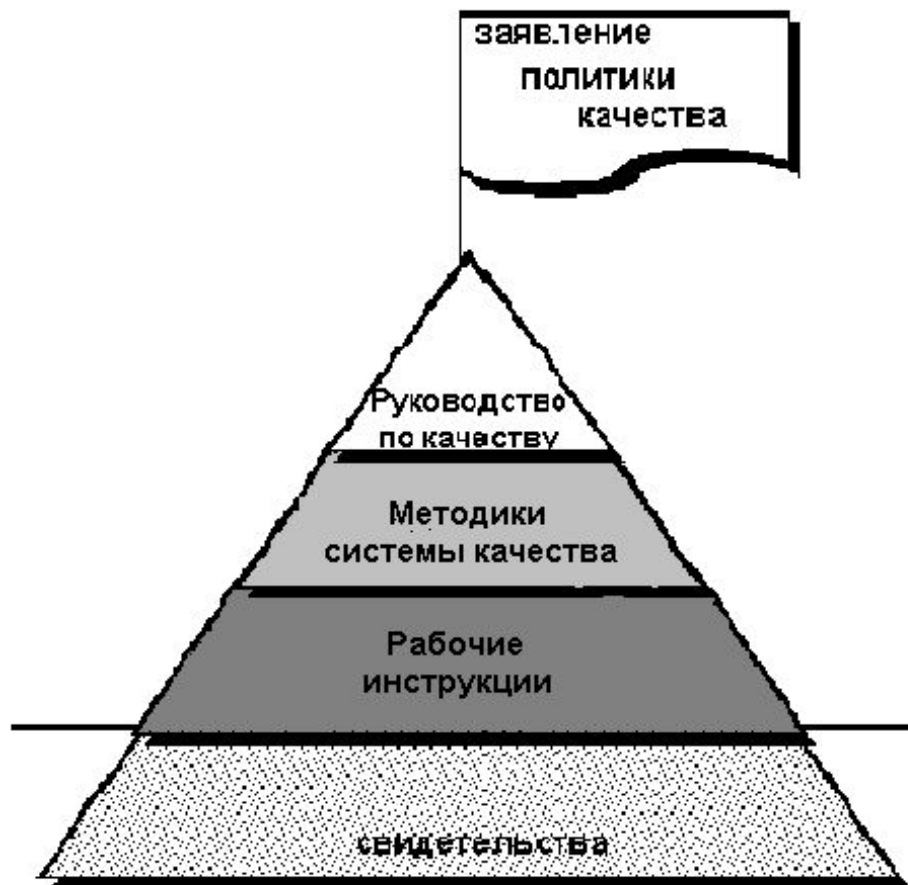 заявление
политики
качества
Руководство
по качеству
Методики
системы качества
Рабочие
инструкции
свидетельства